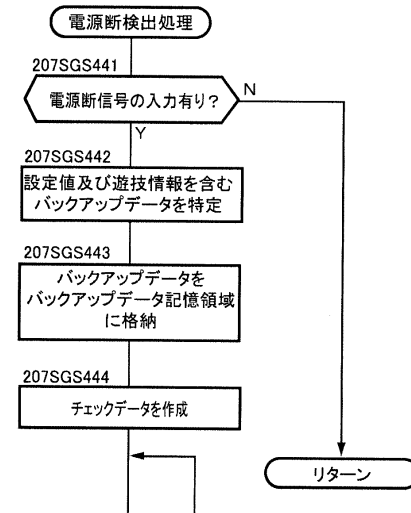 電源断検出処理
207SGS441
電源断信号の入力有り?
N
Y
207SGS442
設定値及び遊技情報を含む
バックアップデータを特定
207SGS443
バックアップデータを
バックアップデータ記憶領域
に格納
207SGS444
チェックデータを作成
リターン